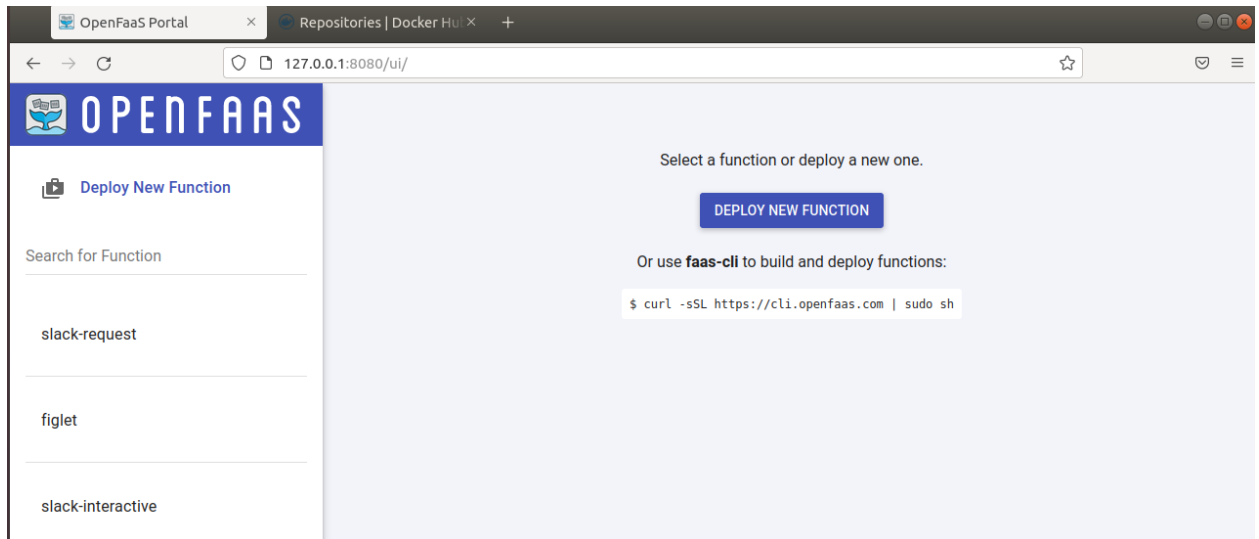 OpenFaaS Portal
Repositories | Docker Hu
127.0.0.1:8080/ui/
OPENFAAS
Deploy New Function
Search for Function
slack-request
figlet
slack-interactive
Select a function or deploy a new one.
DEPLOY NEW FUNCTION
Or use faas-cli to build and deploy functions:
$ curl -sSL https://cli.openfaas.com | sudo sh